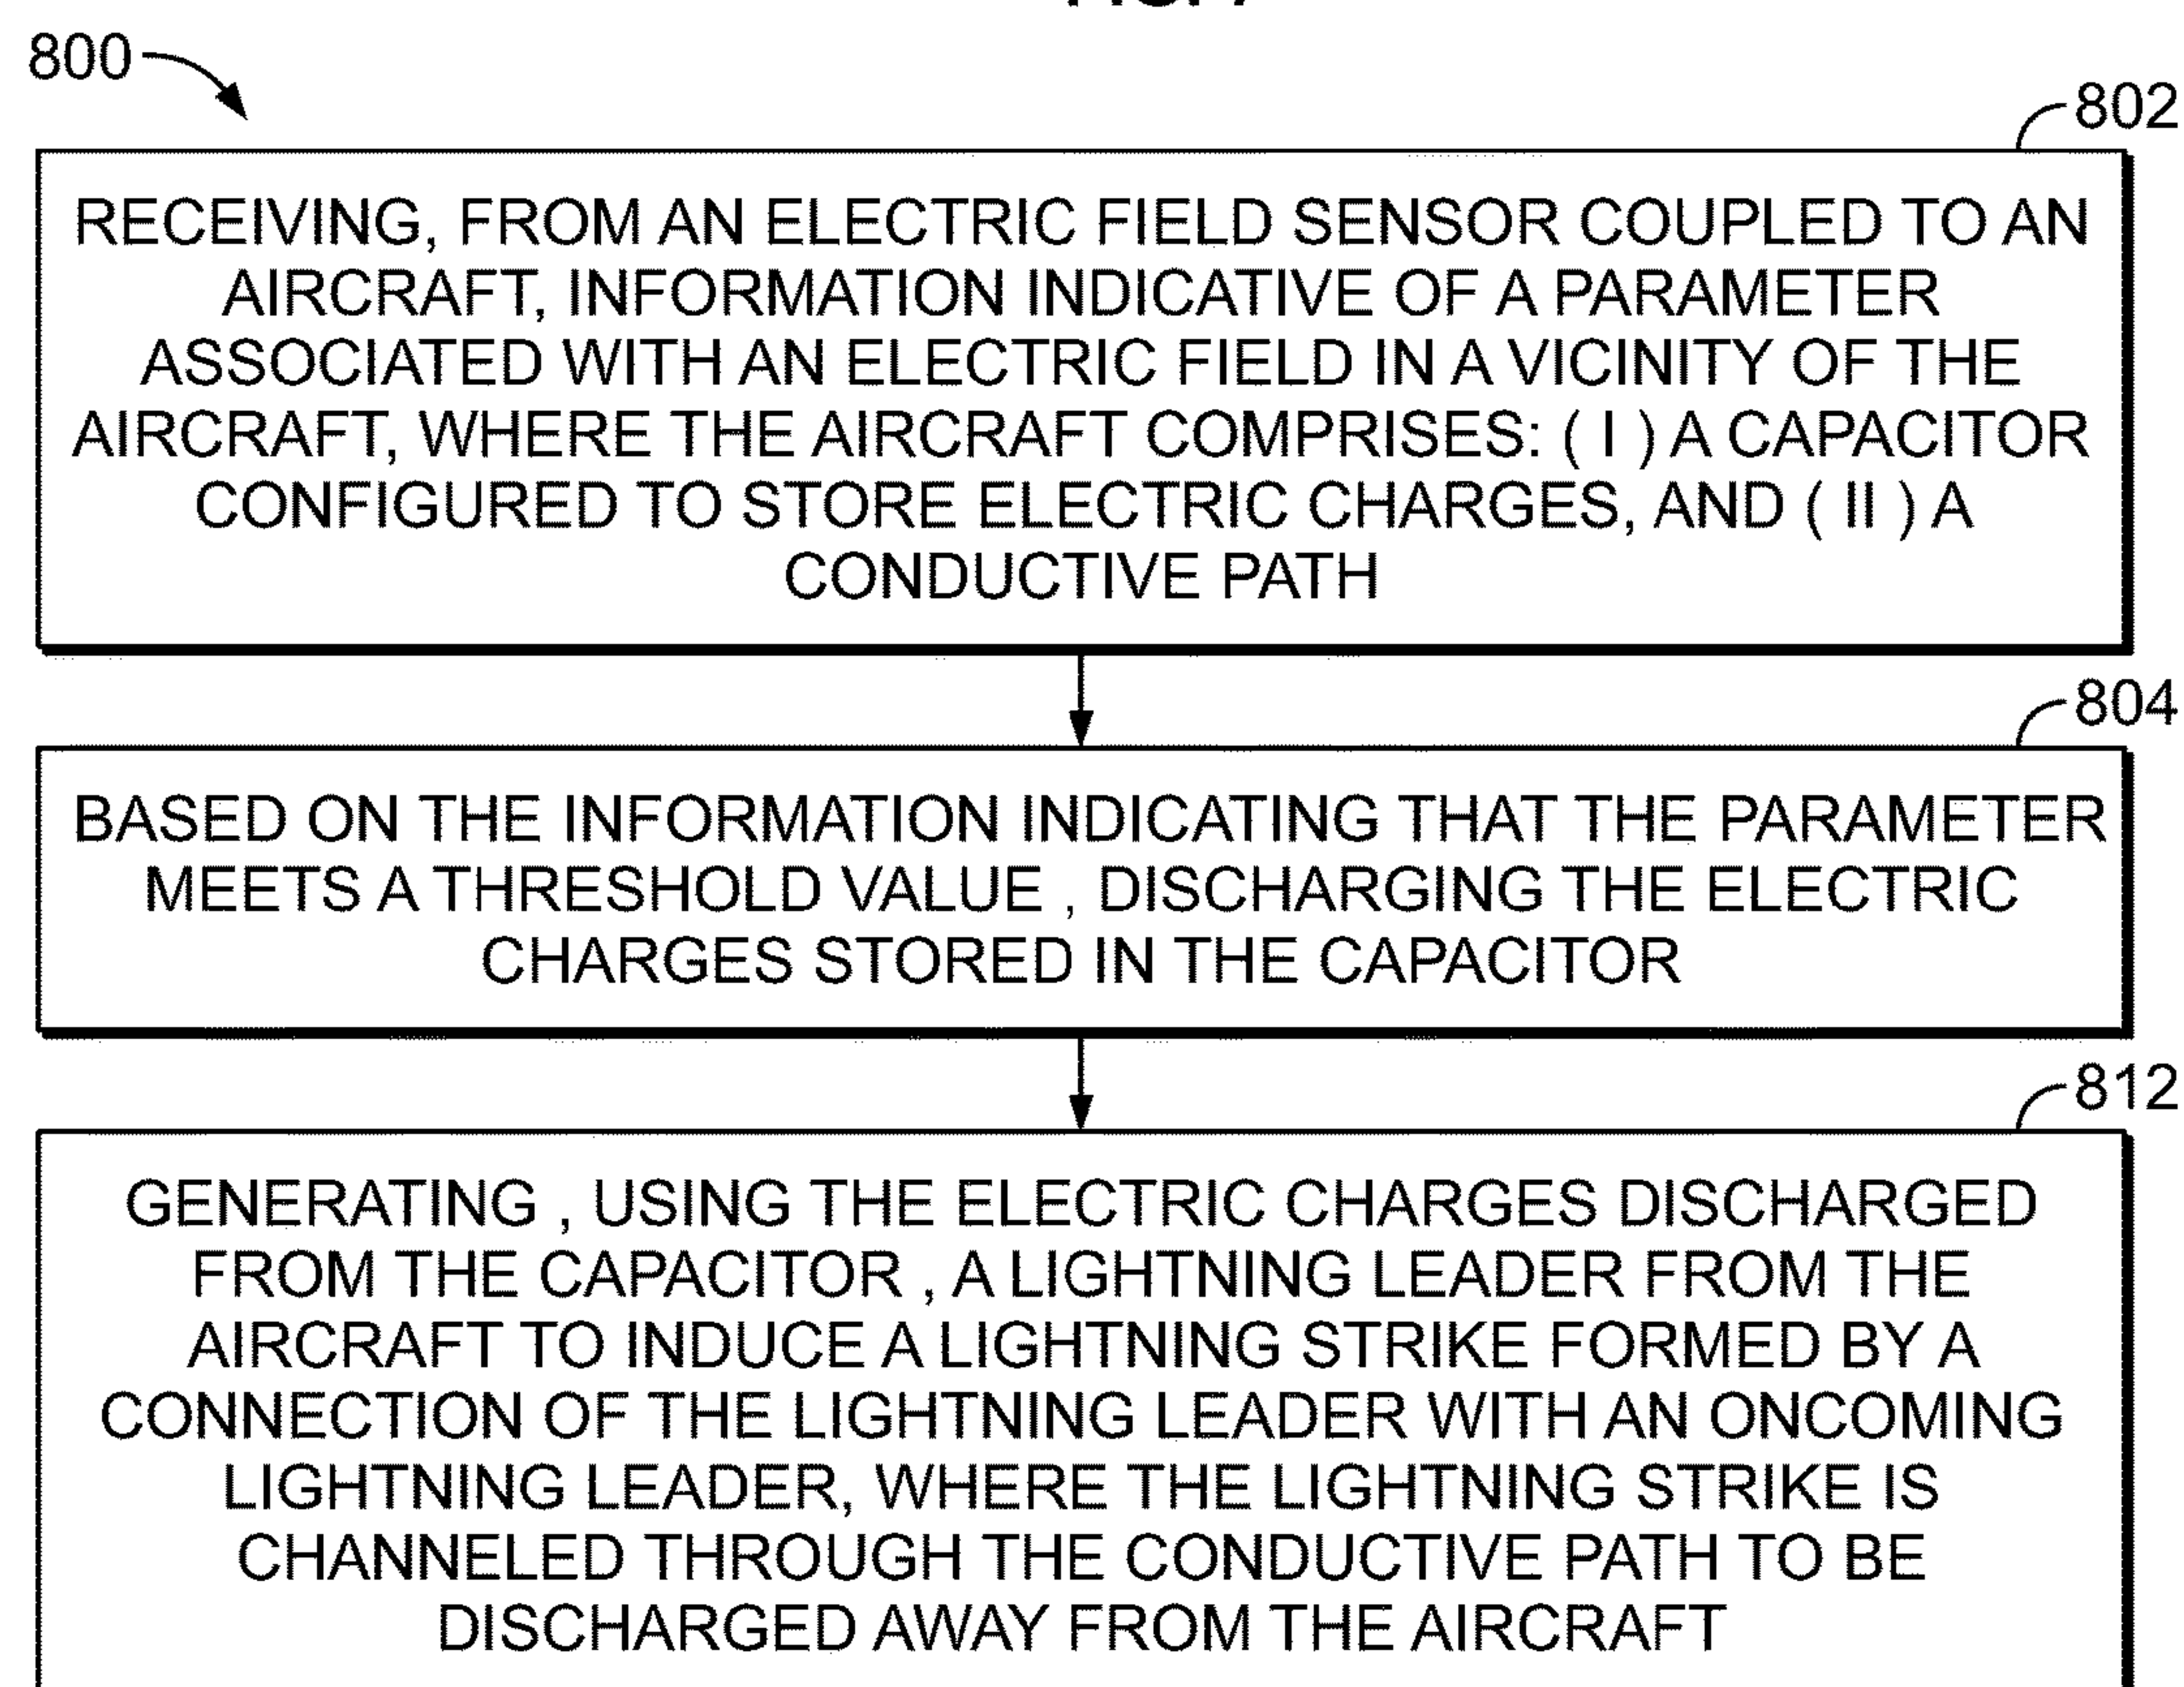 800
802
RECEIVING, FROM AN ELECTRIC FIELD SENSOR COUPLED TO AN
AIRCRAFT, INFORMATION INDICATIVE OF A PARAMETER
ASSOCIATED WITH AN ELECTRIC FIELD IN A VICINITY OF THE
AIRCRAFT, WHERE THE AIRCRAFT COMPRISES: ( I ) A CAPACITOR
CONFIGURED TO STORE ELECTRIC CHARGES, AND ( II ) A
CONDUCTIVE PATH
804
BASED ON THE INFORMATION INDICATING THAT THE PARAMETER
MEETS A THRESHOLD VALUE , DISCHARGING THE ELECTRIC
CHARGES STORED IN THE CAPACITOR
812
GENERATING , USING THE ELECTRIC CHARGES DISCHARGED
FROM THE CAPACITOR , A LIGHTNING LEADER FROM THE
AIRCRAFT TO INDUCE A LIGHTNING STRIKE FORMED BY A
CONNECTION OF THE LIGHTNING LEADER WITH AN ONCOMING
LIGHTNING LEADER, WHERE THE LIGHTNING STRIKE IS
CHANNELED THROUGH THE CONDUCTIVE PATH TO BE
DISCHARGED AWAY FROM THE AIRCRAFT